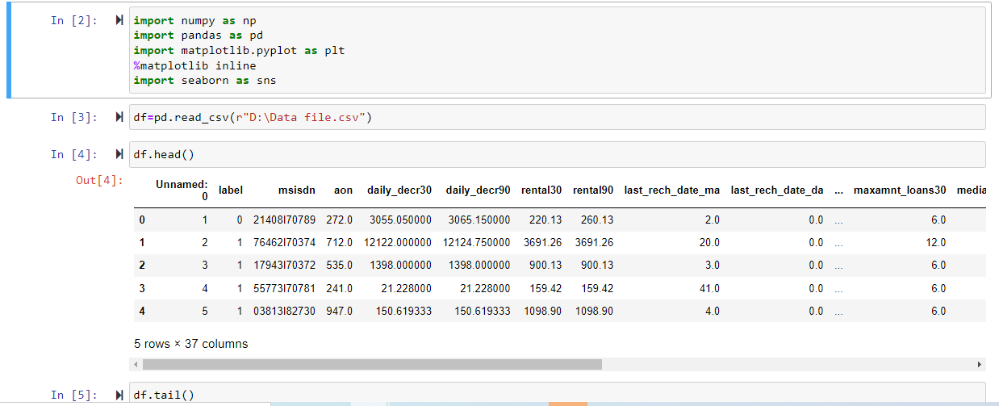 In [2]: import numpy as np
import pandas as pd
import matplotlib.pyplot as plt
%matplotlib inline
import seaborn as sns
In [3]: df=pd.read_csv(r"D:\Data file.csv")
In [4]: df.head()
Out[4]:
Unnamed: 0 label msisdn aon daily_decr30 daily_decr90 rental30 rental90 last_rech_date_ma last_rech_date_da ... maxamnt_loans30 media
0 1 0 21408I70789 272.0 3055.050000 3065.150000 220.13 260.13 2.0 0.0 ... 6.0
1 2 1 76462I70374 712.0 12122.000000 12124.750000 3691.26 3691.26 20.0 0.0 ... 12.0
2 3 1 17943I70372 535.0 1398.000000 1398.000000 900.13 900.13 3.0 0.0 ... 6.0
3 4 1 55773I70781 241.0 21.228000 21.228000 159.42 159.42 41.0 0.0 ... 6.0
4 5 1 03813I82730 947.0 150.619333 150.619333 1098.90 1098.90 4.0 0.0 ... 6.0
5 rows × 37 columns
In [5]: df.tail()